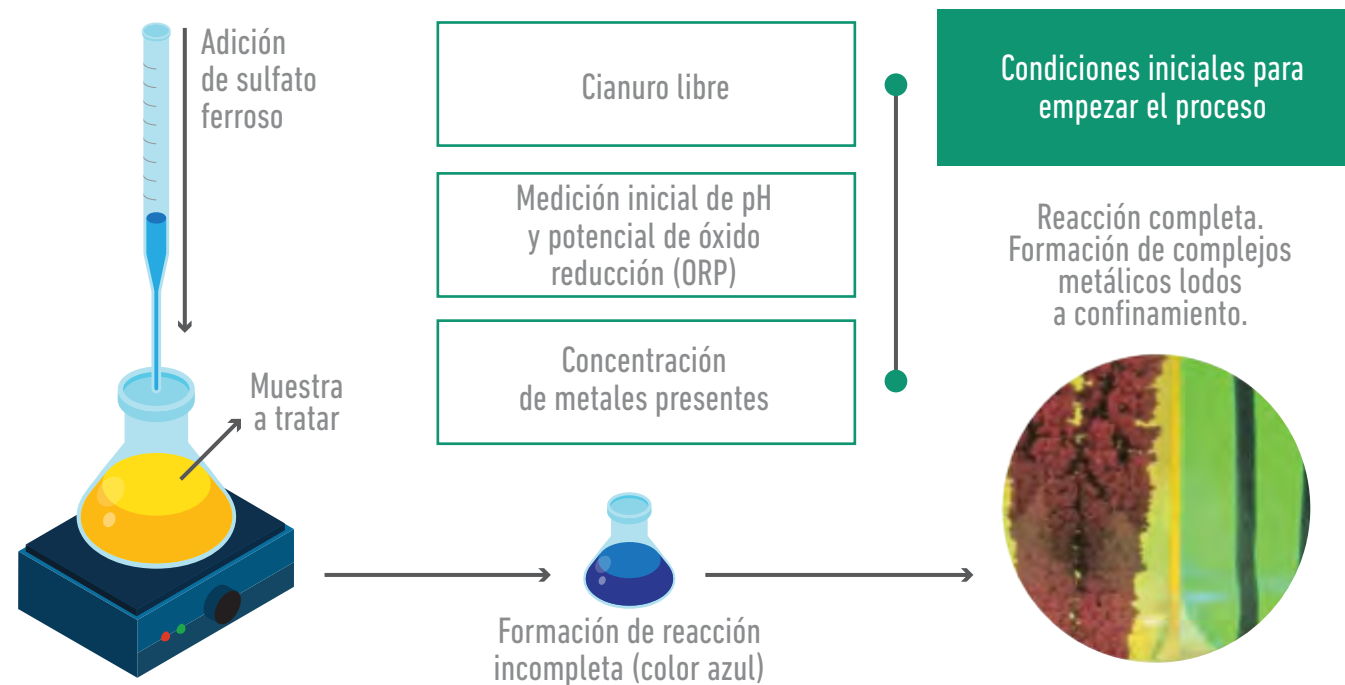 Adición
de sulfato
ferroso
Cianuro libre
Condiciones iniciales para
empezar el proceso
Medición inicial de pH
y potencial de óxido
reducción (ORP)
Reacción completa.
Formación de complejos
metálicos lodos
a confinamiento.
Concentración
de metales presentes
Muestra
a tratar
Formación de reacción
incompleta (color azul)